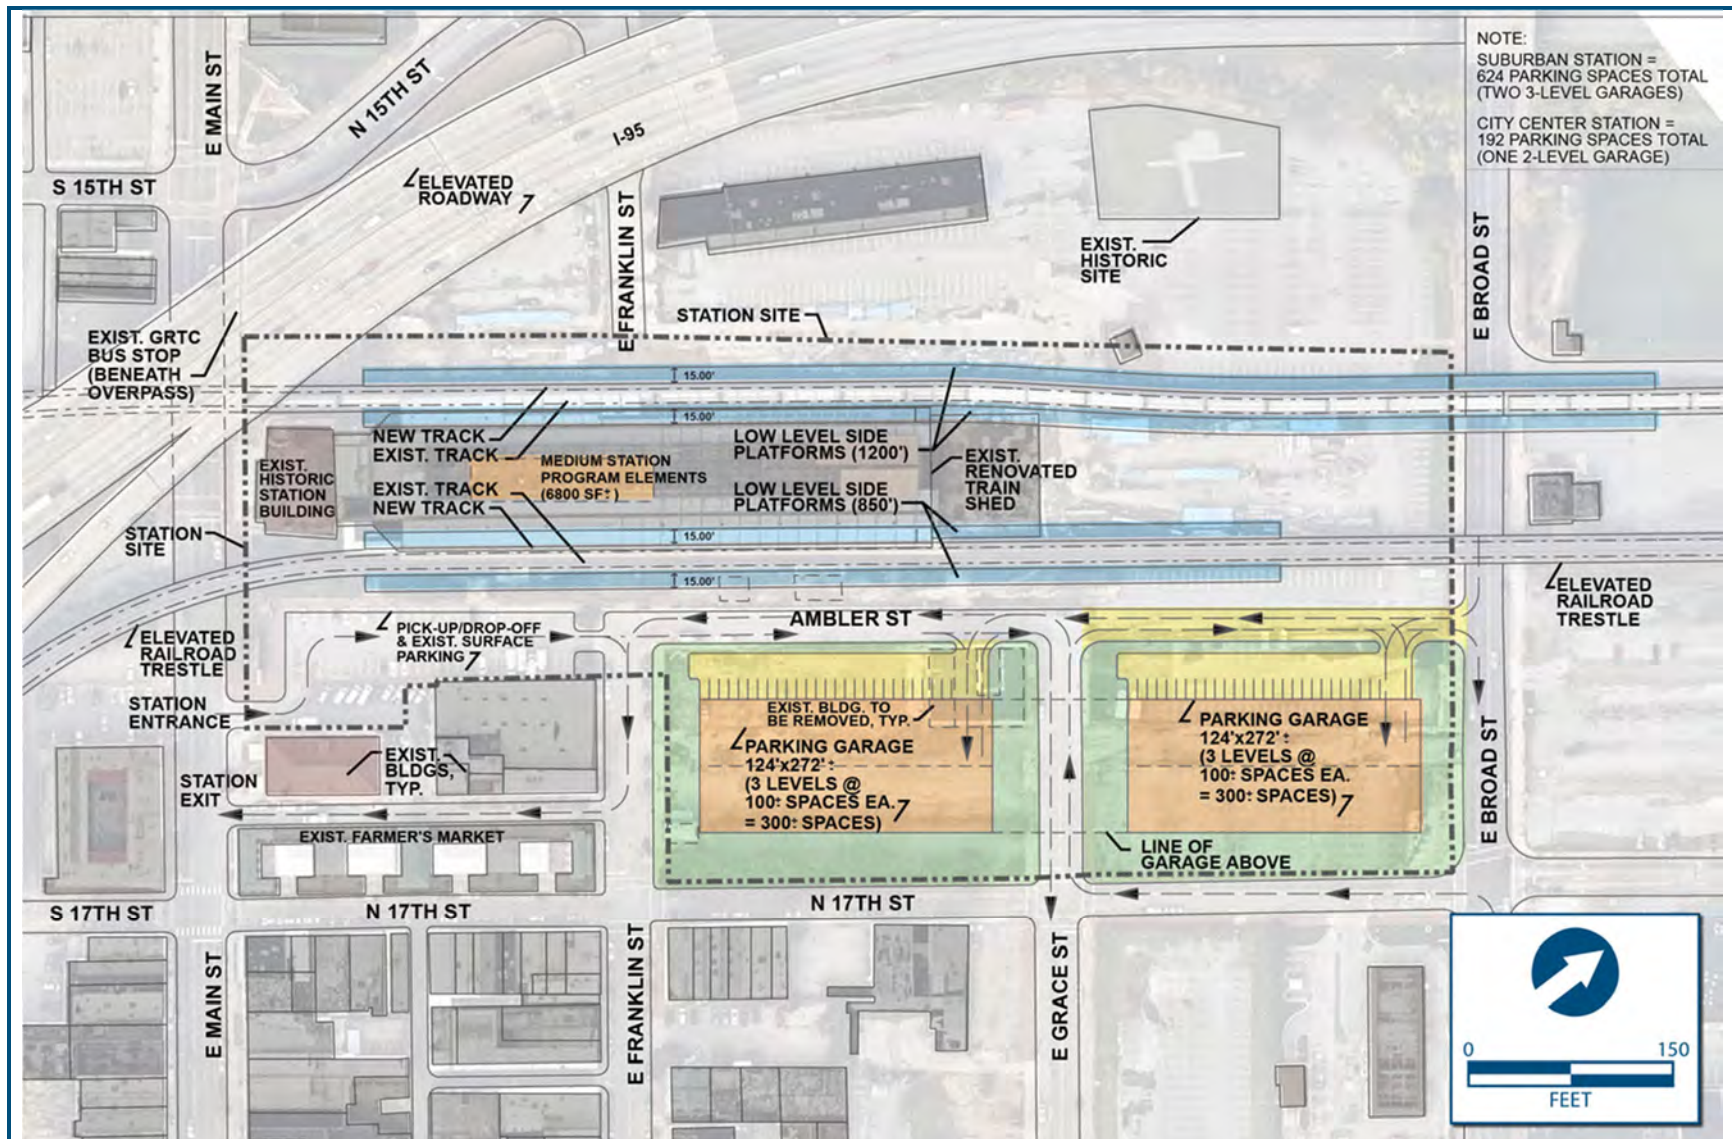 NOTE:
SUBURBAN STATION =
624 PARKING SPACES TOTAL
(TWO 3-LEVEL GARAGES)
CITY CENTER STATION =
192 PARKING SPACES TOTAL
(ONE 2-LEVEL GARAGE)
E MAIN ST
N 15TH ST
I-95
S 15TH ST
ELEVATED
ROADWAY
E FRANKLIN ST
E BROAD ST
EXIST.
HISTORIC
SITE
STATION SITE
EXIST. GRTC
BUS STOP
(BENEATH
OVERPASS)
15.00'
15.00'
NEW TRACK
EXIST. TRACK
LOW LEVEL SIDE
PLATFORMS (1200')
EXIST.
RENOVATED
TRAIN
SHED
EXIST.
HISTORIC
STATION
BUILDING
MEDIUM STATION
PROGRAM ELEMENTS
(6800 SF±)
EXIST. TRACK
NEW TRACK
LOW LEVEL SIDE
PLATFORMS (850')
STATION
SITE
15.00'
15.00'
ELEVATED
RAILROAD
TRESTLE
AMBLER ST
PICK-UP/DROP-OFF
& EXIST. SURFACE
PARKING
ELEVATED
RAILROAD
TRESTLE
STATION
ENTRANCE
EXIST. BLDG. TO
BE REMOVED, TYP.
PARKING GARAGE
124'x272'±
(3 LEVELS @
100± SPACES EA.
= 300± SPACES)
PARKING GARAGE
124'x272'±
(3 LEVELS @
100± SPACES EA.
= 300± SPACES)
E BROAD ST
EXIST.
BLDGS,
TYP.
STATION
EXIT
EXIST. FARMER'S MARKET
LINE OF
GARAGE ABOVE
S 17TH ST
N 17TH ST
N 17TH ST
E MAIN ST
E FRANKLIN ST
E GRACE ST
0 150
FEET